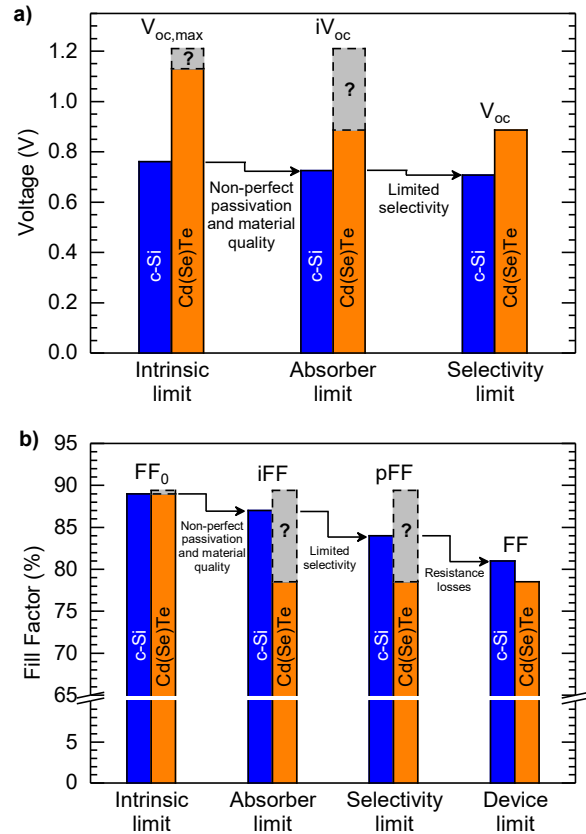 a)
V_oc,max
iV_oc
V_oc
?
?
1.2
1.0
0.8
0.6
0.4
0.2
0.0
Voltage (V)
Non-perfect
passivation
and material
quality
Limited
selectivity
c-Si
Cd(Se)Te
c-Si
Cd(Se)Te
c-Si
Cd(Se)Te
Intrinsic
limit
Absorber
limit
Selectivity
limit
b)
95
90
85
80
75
70
65
5
0
Fill Factor (%)
FF_0
iFF
pFF
FF
?
?
Non-perfect
passivation
and material
quality
Limited
selectivity
Resistance
losses
c-Si
Cd(Se)Te
c-Si
Cd(Se)Te
c-Si
Cd(Se)Te
c-Si
Cd(Se)Te
Intrinsic
limit
Absorber
limit
Selectivity
limit
Device
limit